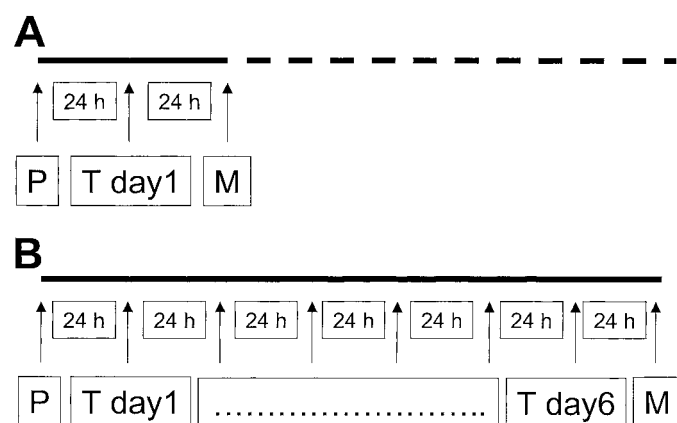 A
24 h 24 h
P T day1 M
B
24 h 24 h 24 h 24 h 24 h 24 h 24 h
P T day1 .......................... T day6 M